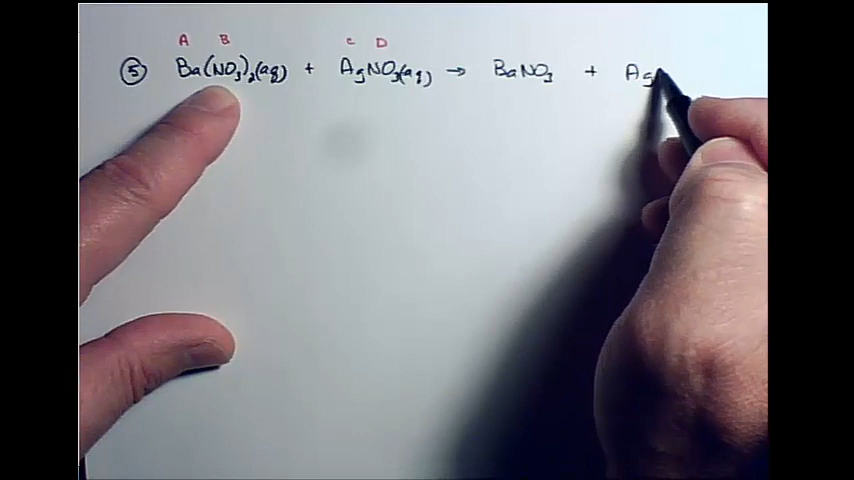 A B C D
⑤ Ba(NO₃)₂(aq) + AgNO₃(aq) → BaNO₃ + Ag